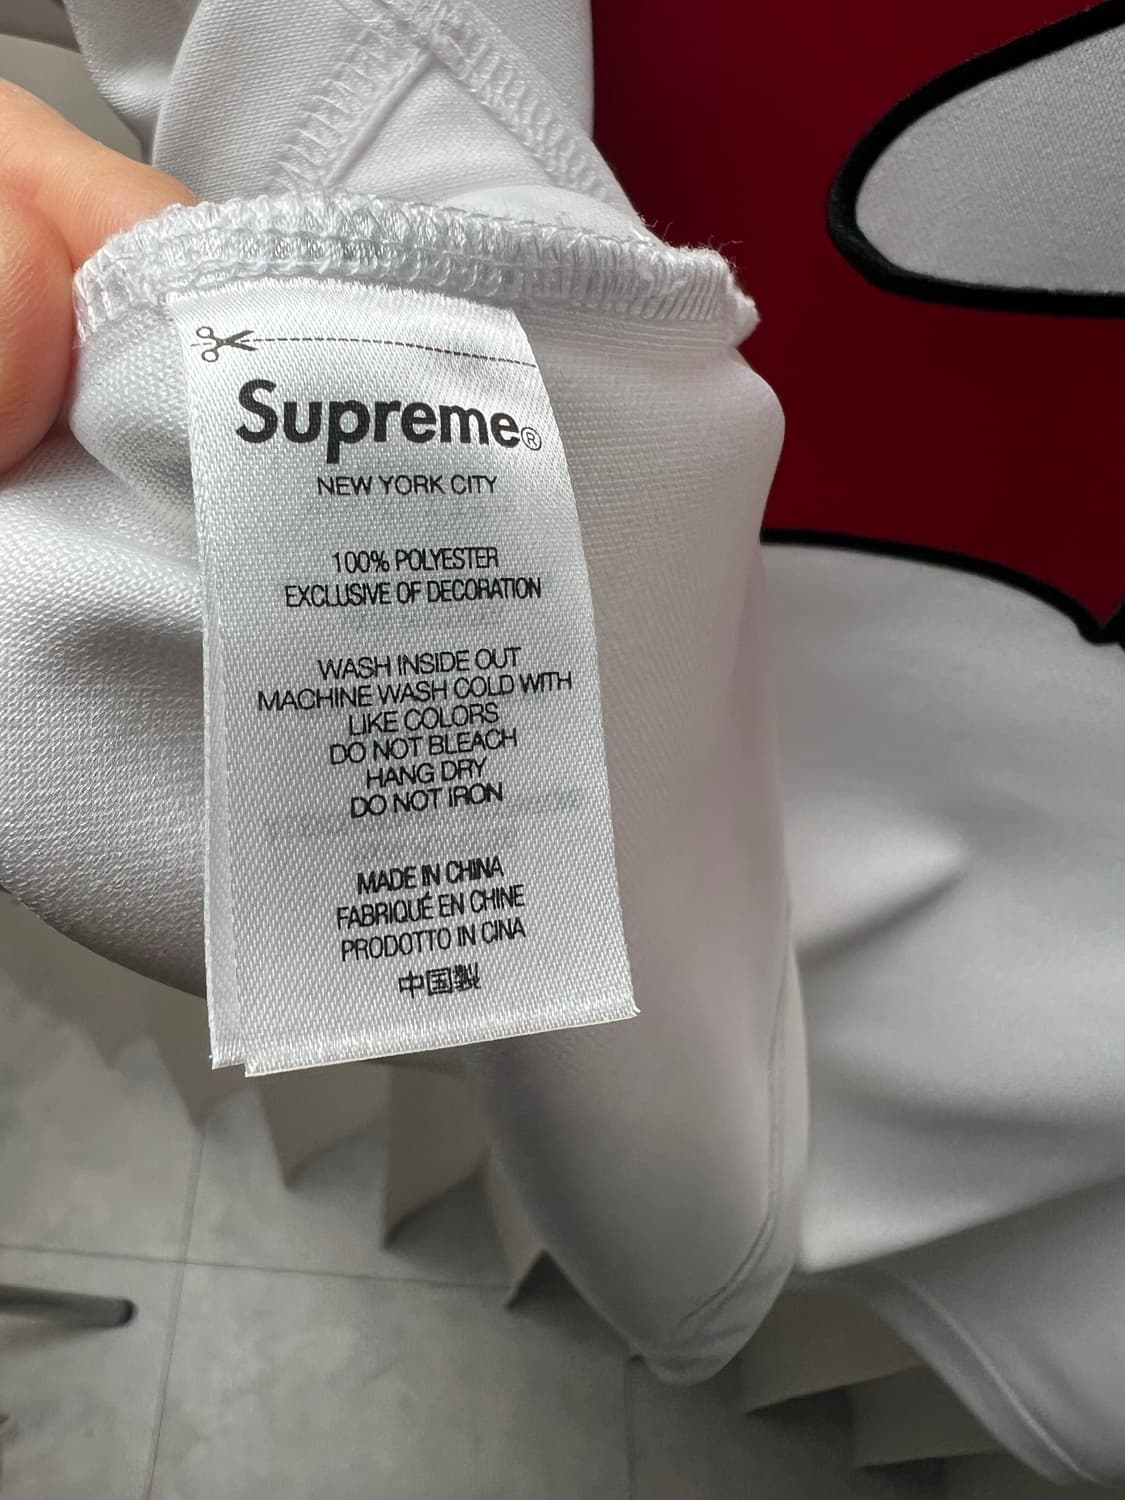 Supreme®
NEW YORK CITY
100% POLYESTER
EXCLUSIVE OF DECORATION
WASH INSIDE OUT
MACHINE WASH COLD WITH
LIKE COLORS
DO NOT BLEACH
HANG DRY
DO NOT IRON
MADE IN CHINA
FABRIQUÉ EN CHINE
PRODOTTO IN CINA
中国製